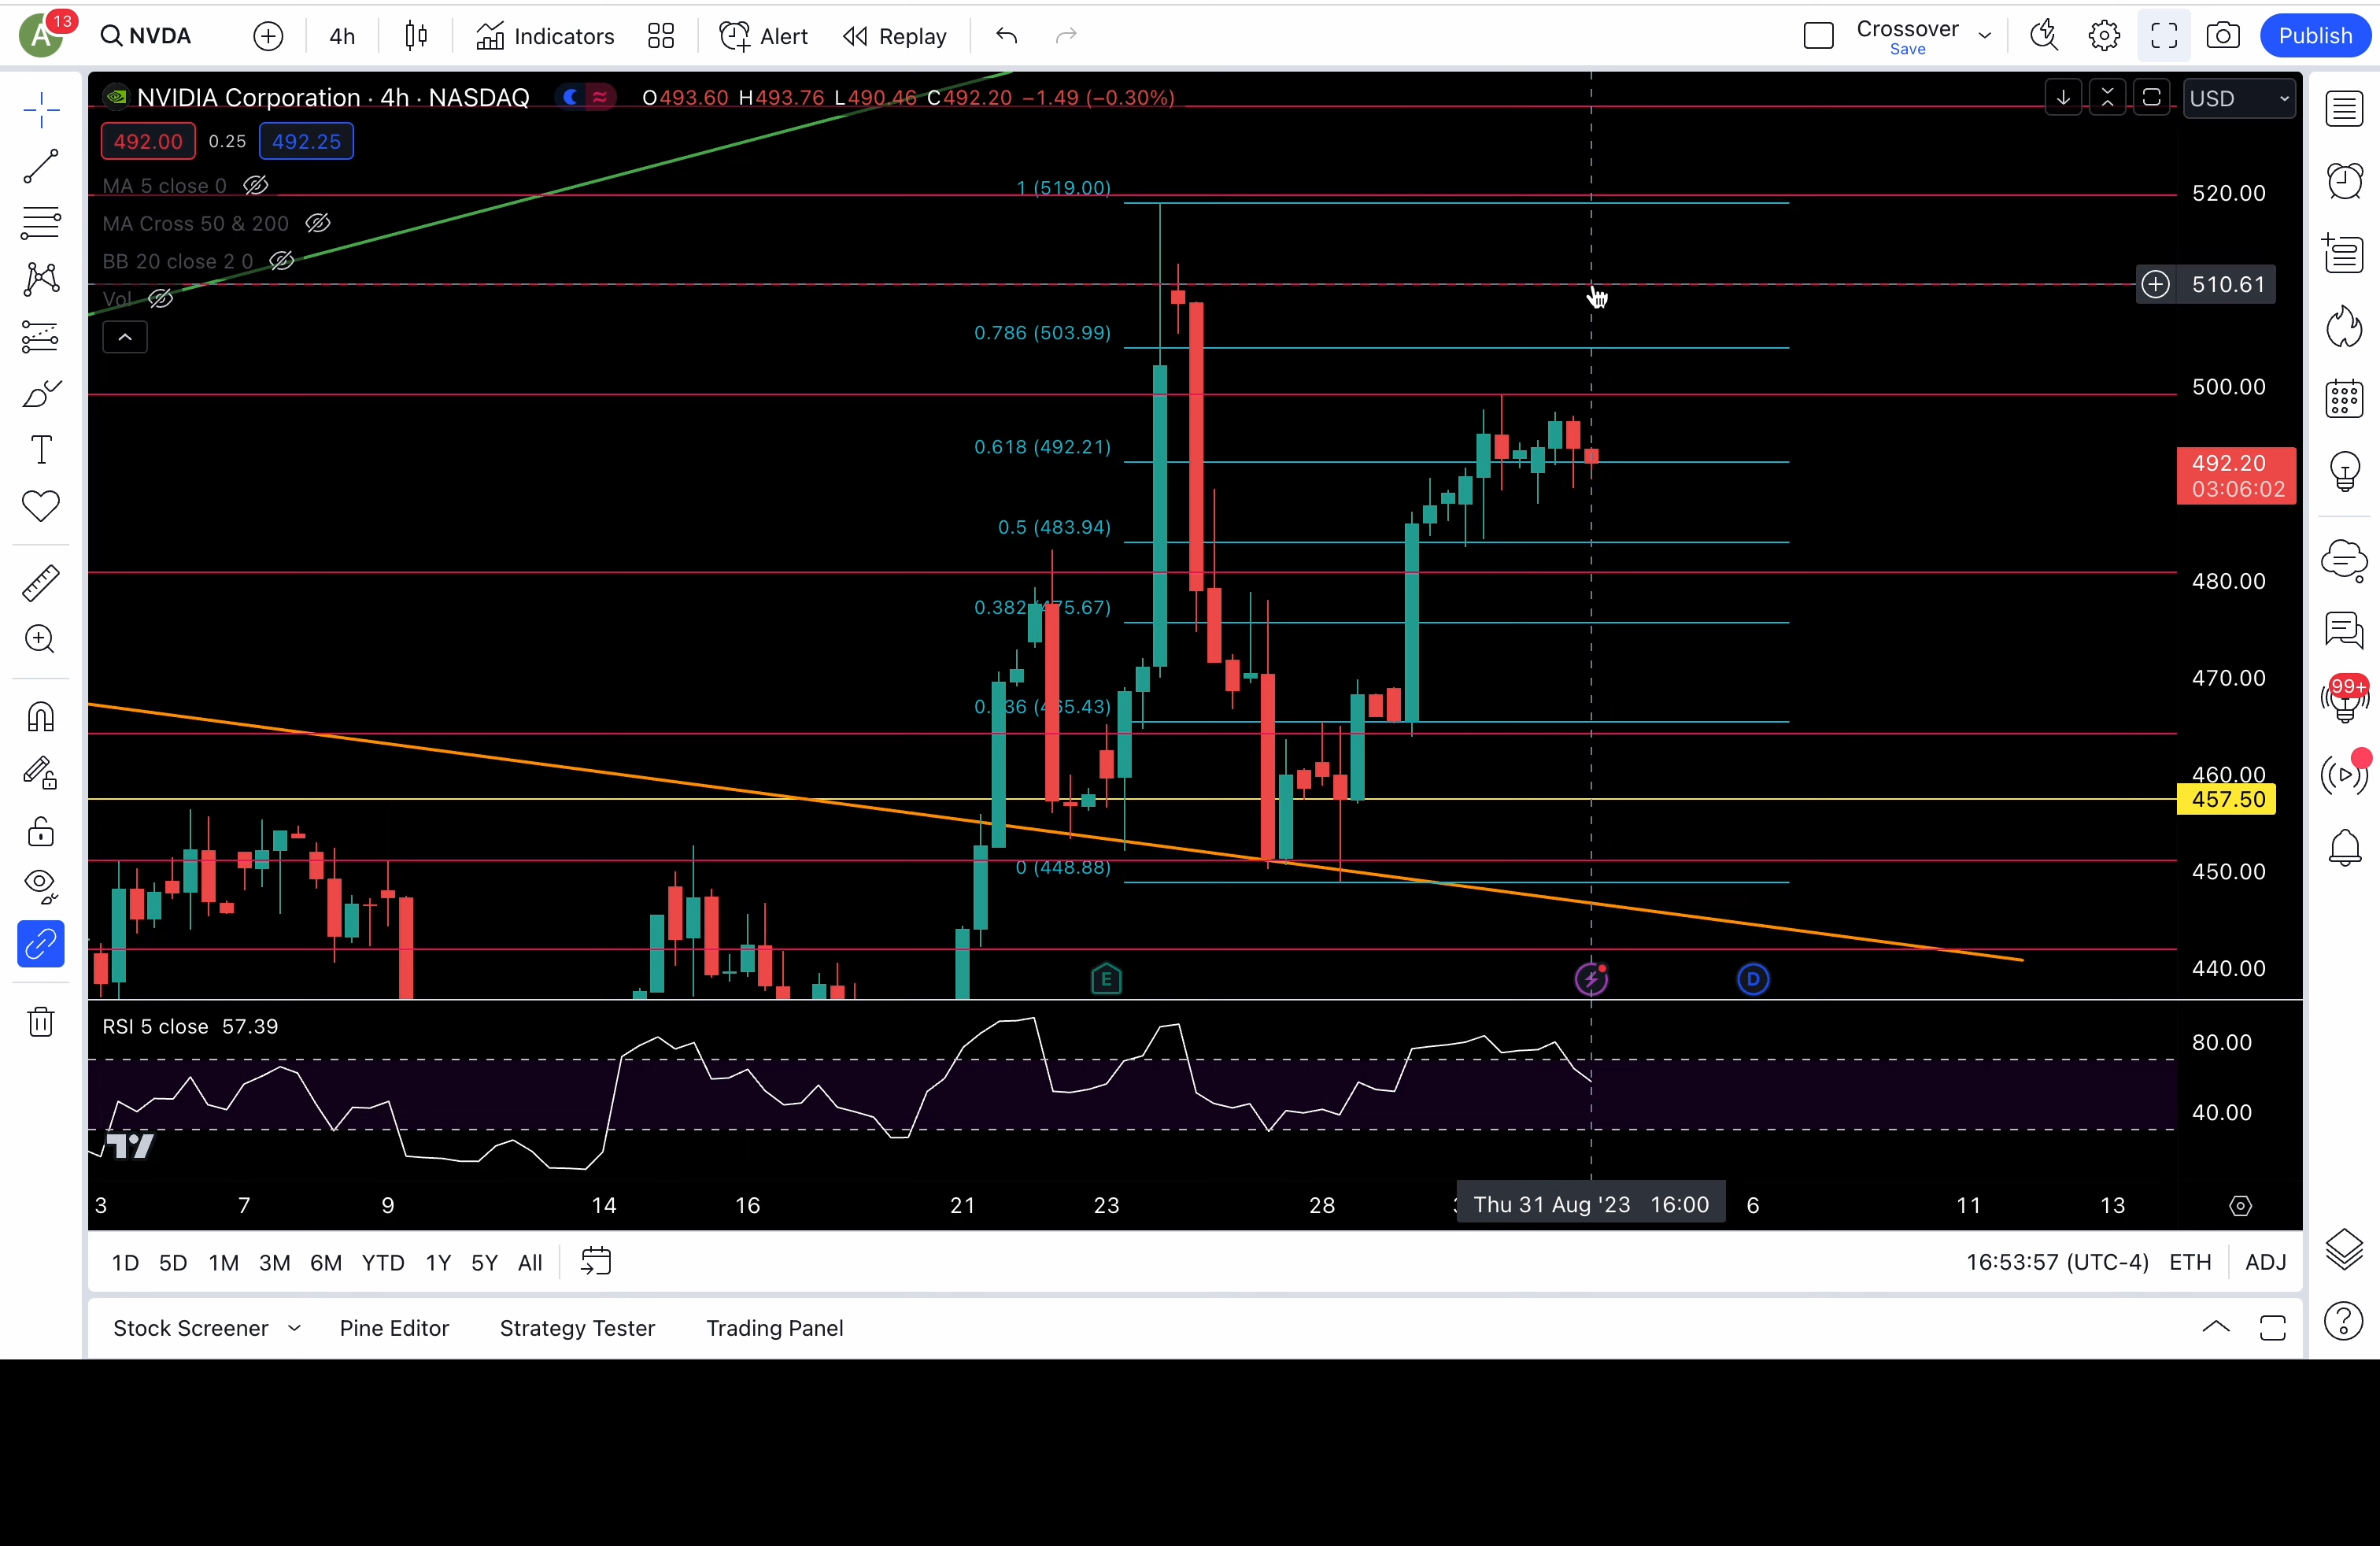 A 13 NVDA 4h Indicators Alert Replay Crossover Save Publish
NVIDIA Corporation · 4h · NASDAQ O493.60 H493.76 L490.46 C492.20 −1.49 (−0.30%) USD
492.00 0.25 492.25
MA 5 close 0
MA Cross 50 & 200
BB 20 close 2 0
Vol
1 (519.00)
0.786 (503.99)
0.618 (492.21)
0.5 (483.94)
0 (448.88)
520.00
510.61
500.00
492.20
03:06:02
480.00
470.00
460.00
457.50
450.00
440.00
E D
RSI 5 close 57.39
80.00
40.00
3 7 9 14 16 21 23 28 Thu 31 Aug '23 16:00 6 11 13
1D 5D 1M 3M 6M YTD 1Y 5Y All 16:53:57 (UTC-4) ETH ADJ
Stock Screener Pine Editor Strategy Tester Trading Panel
99+